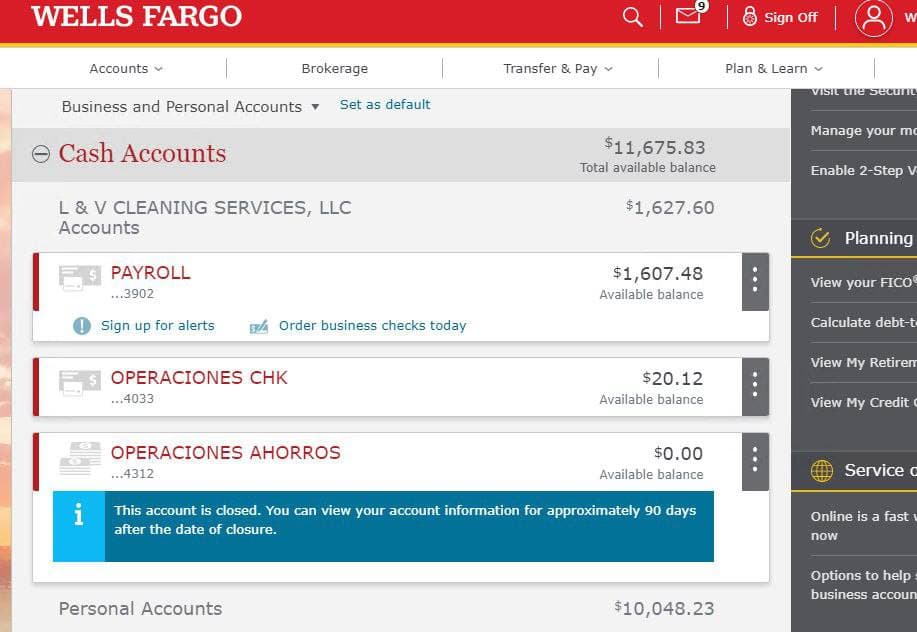 WELLS FARGO
9
Sign Off
W
Accounts
Brokerage
Transfer & Pay
Plan & Learn
Business and Personal Accounts
Set as default
Visit the Securit
Manage your mo
Enable 2-Step V
Cash Accounts
$11,675.83
Total available balance
L & V CLEANING SERVICES, LLC
Accounts
$1,627.60
PAYROLL
...3902
$1,607.48
Available balance
Sign up for alerts
Order business checks today
OPERACIONES CHK
...4033
$20.12
Available balance
OPERACIONES AHORROS
...4312
$0.00
Available balance
i
This account is closed. You can view your account information for approximately 90 days
after the date of closure.
Personal Accounts
$10,048.23
Planning
View your FICO®
Calculate debt-t
View My Retirem
View My Credit
Service o
Online is a fast
now
Options to help
business accoun